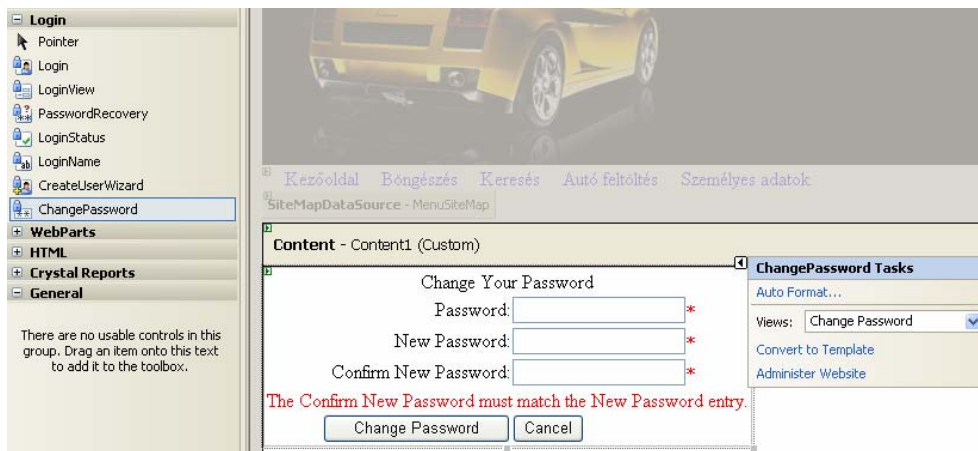 Login
Pointer
Login
LoginView
PasswordRecovery
LoginStatus
LoginName
CreateUserWizard
ChangePassword
WebParts
HTML
Crystal Reports
General
There are no usable controls in this
group. Drag an item onto this text
to add it to the toolbox.
Kezőoldal Böngészés Keresés Autó feltöltés Személyes adatok
SiteMapDataSource - MenuSiteMap
Content - Content1 (Custom)
Change Your Password
Password: *
New Password: *
Confirm New Password: *
The Confirm New Password must match the New Password entry.
Change Password Cancel
ChangePassword Tasks
Auto Format...
Views: Change Password
Convert to Template
Administer Website